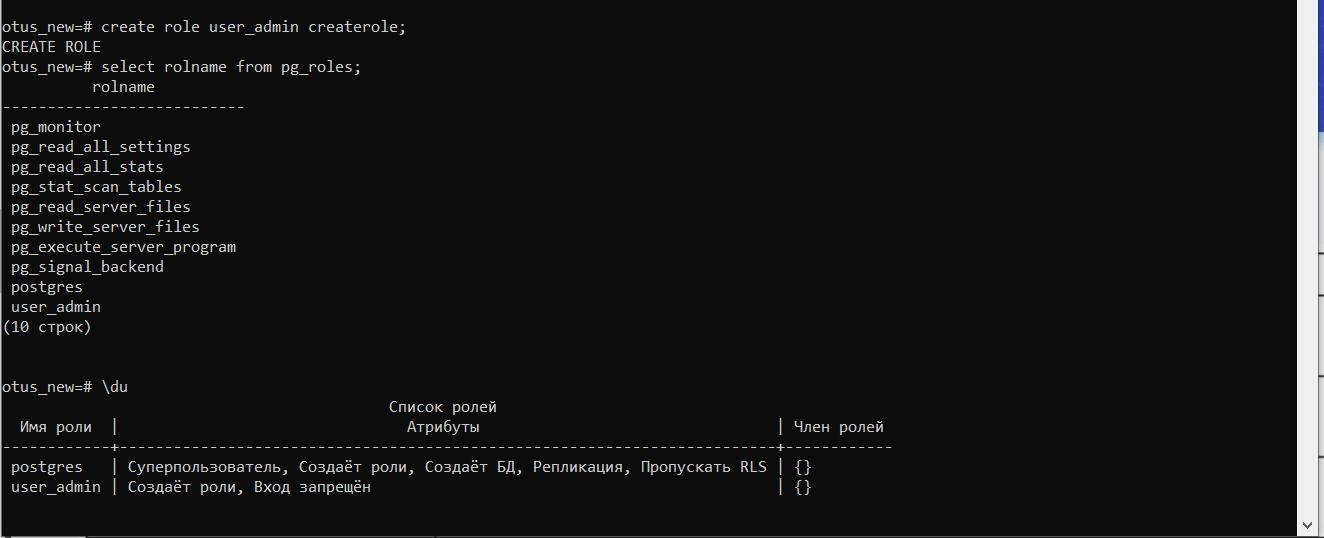 otus_new=# create role user_admin createrole;
CREATE ROLE
otus_new=# select rolname from pg_roles;
          rolname
---------------------------
 pg_monitor
 pg_read_all_settings
 pg_read_all_stats
 pg_stat_scan_tables
 pg_read_server_files
 pg_write_server_files
 pg_execute_server_program
 pg_signal_backend
 postgres
 user_admin
(10 строк)
otus_new=# \du
                                           Список ролей
  Имя роли  |                                Атрибуты                                 | Член ролей
------------+-------------------------------------------------------------------------+------------
 postgres   | Суперпользователь, Создаёт роли, Создаёт БД, Репликация, Пропускать RLS | {}
 user_admin | Создаёт роли, Вход запрещён                                             | {}